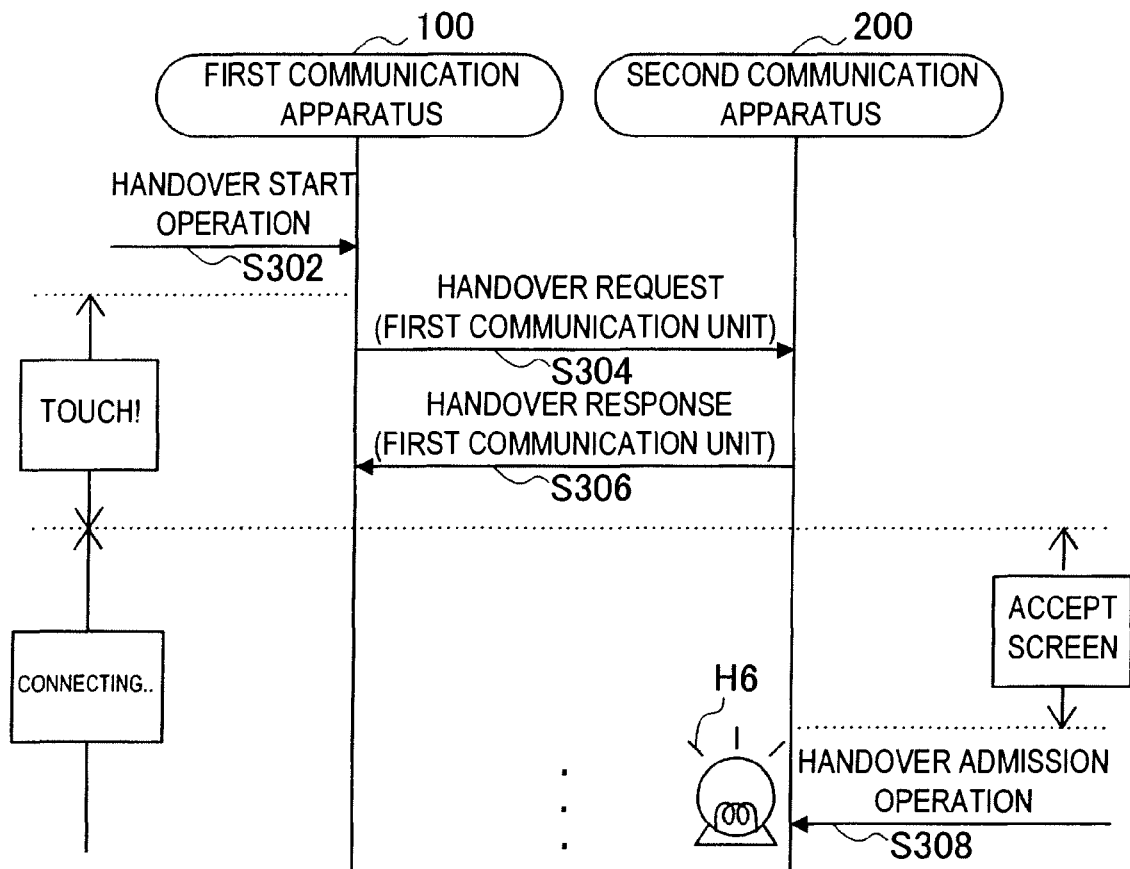 100
200
FIRST COMMUNICATION
APPARATUS
SECOND COMMUNICATION
APPARATUS
HANDOVER START
OPERATION
S302
HANDOVER REQUEST
(FIRST COMMUNICATION UNIT)
S304
TOUCH!
HANDOVER RESPONSE
(FIRST COMMUNICATION UNIT)
S306
ACCEPT
SCREEN
CONNECTING..
H6
HANDOVER ADMISSION
OPERATION
S308